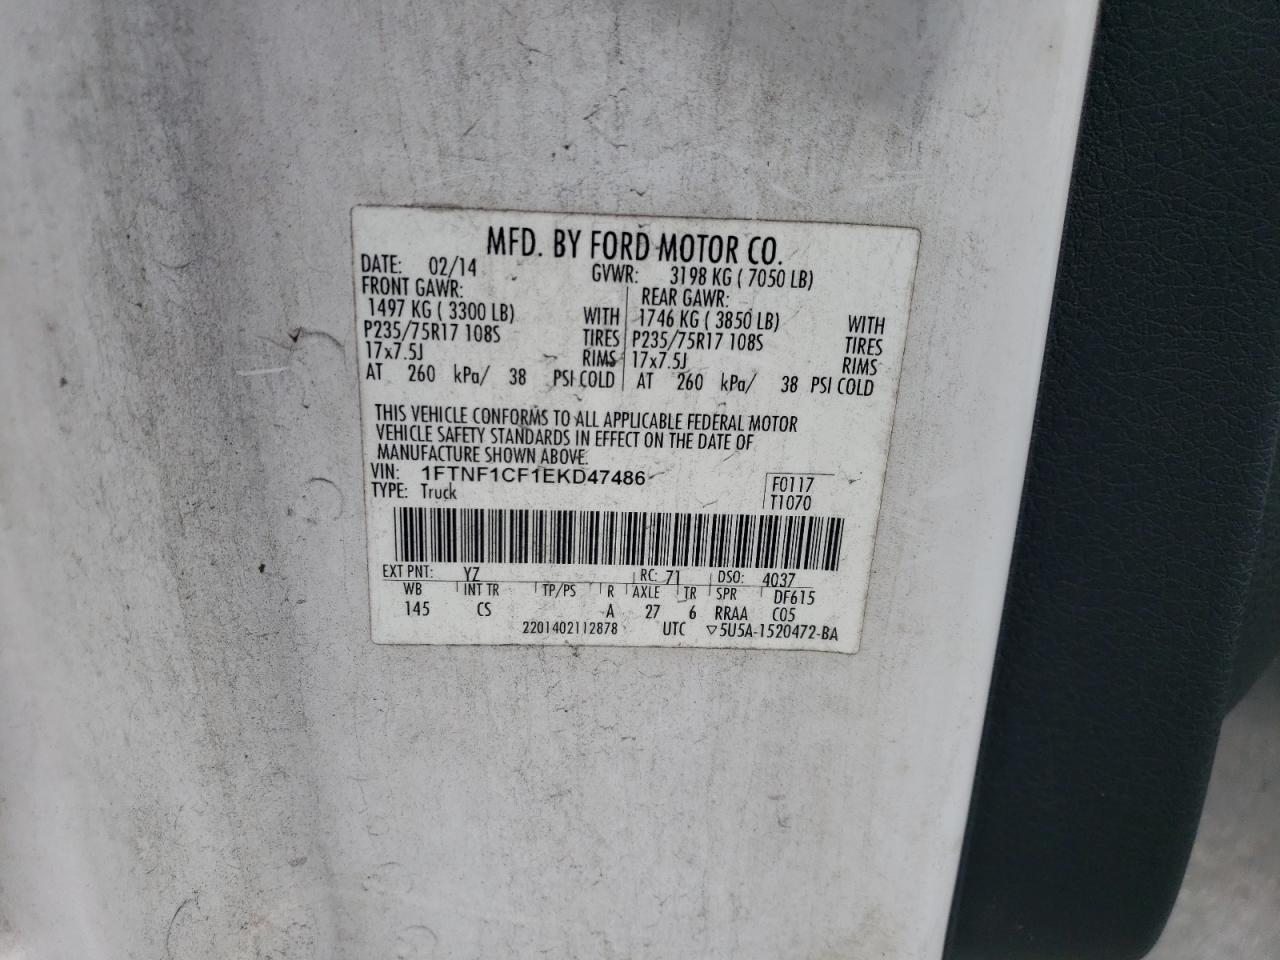 MFD. BY FORD MOTOR CO.
DATE: 02/14 GVWR: 3198 KG ( 7050 LB)
FRONT GAWR: REAR GAWR:
1497 KG ( 3300 LB) WITH 1746 KG ( 3850 LB) WITH
P235/75R17 108S TIRES P235/75R17 108S TIRES
17x7.5J RIMS 17x7.5J RIMS
AT 260 kPa/ 38 PSI COLD AT 260 kPa/ 38 PSI COLD
THIS VEHICLE CONFORMS TO ALL APPLICABLE FEDERAL MOTOR
VEHICLE SAFETY STANDARDS IN EFFECT ON THE DATE OF
MANUFACTURE SHOWN ABOVE.
VIN: 1FTNF1CF1EKD47486 F0117
TYPE: Truck T1070
EXT PNT: YZ RC: 71 DSO: 4037
WB INT TR TP/PS R AXLE TR SPR DF615
145 CS A 27 6 RRAA C05
2201402112878 UTC ▽5U5A-1520472-BA